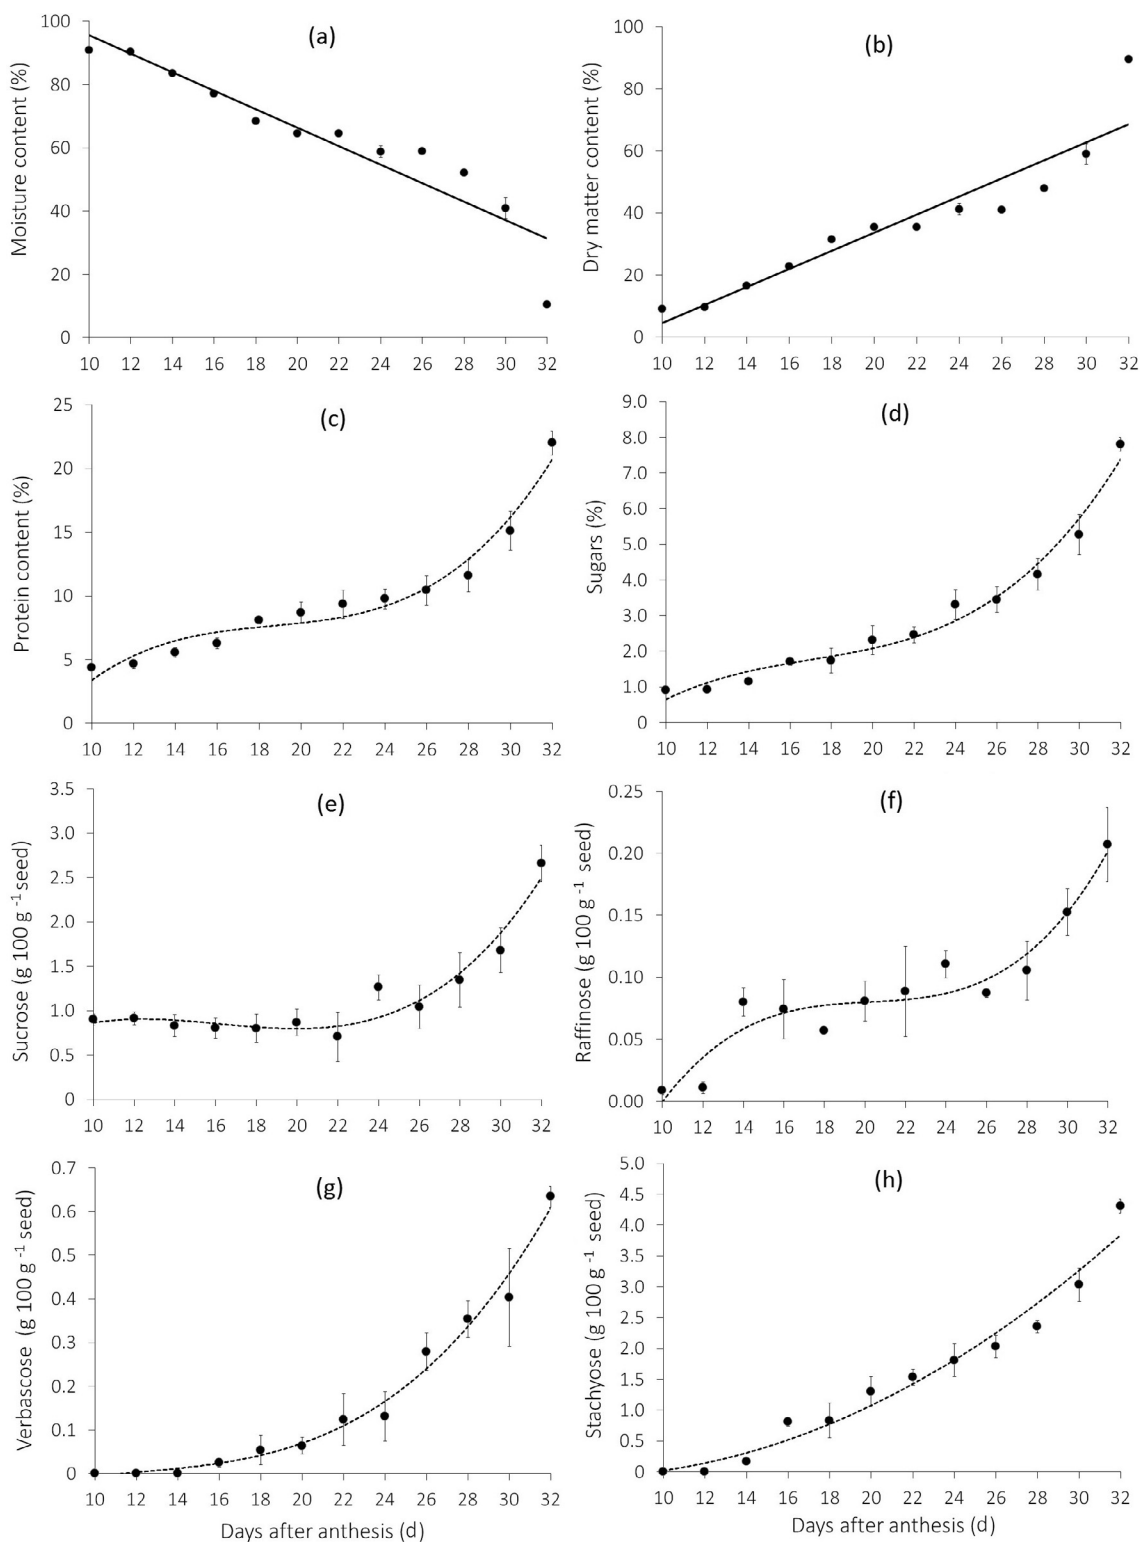 (a)
Moisture content (%)
100
80
60
40
20
0
10 12 14 16 18 20 22 24 26 28 30 32
(b)
Dry matter content (%)
100
80
60
40
20
0
10 12 14 16 18 20 22 24 26 28 30 32
(c)
Protein content (%)
25
20
15
10
5
0
10 12 14 16 18 20 22 24 26 28 30 32
(d)
Sugars (%)
9.0
8.0
7.0
6.0
5.0
4.0
3.0
2.0
1.0
0
10 12 14 16 18 20 22 24 26 28 30 32
(e)
Sucrose (g 100 g -1 seed)
3.5
3.0
2.5
2.0
1.5
1.0
0.5
0
10 12 14 16 18 20 22 24 26 28 30 32
(f)
Raffinose (g 100 g -1 seed)
0.25
0.20
0.15
0.10
0.05
0.00
10 12 14 16 18 20 22 24 26 28 30 32
(g)
Verbascose (g 100 g -1 seed)
0.7
0.6
0.5
0.4
0.3
0.2
0.1
0
10 12 14 16 18 20 22 24 26 28 30 32
Days after anthesis (d)
(h)
Stachyose (g 100 g -1 seed)
5.0
4.5
4.0
3.5
3.0
2.5
2.0
1.5
1.0
0.5
0
10 12 14 16 18 20 22 24 26 28 30 32
Days after anthesis (d)